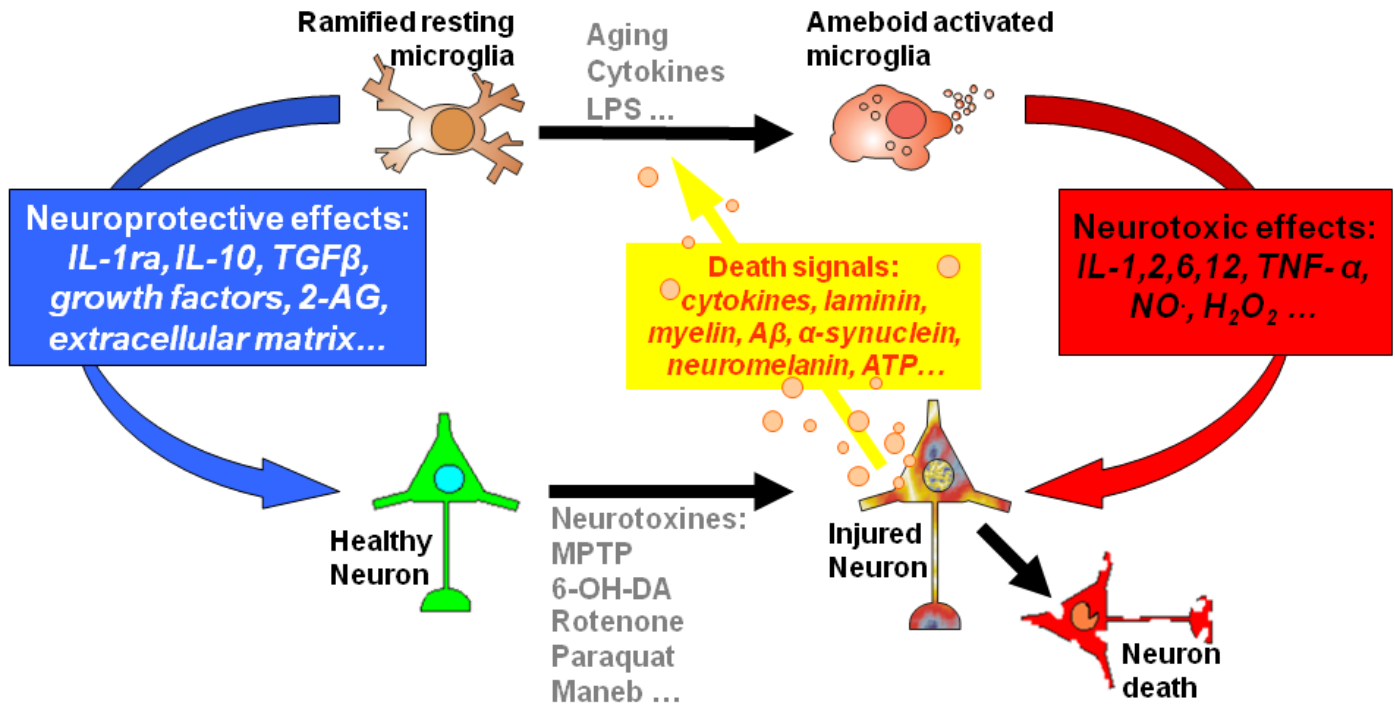 Ramified resting
microglia
Aging
Cytokines
LPS ...
Ameboid activated
microglia
Neuroprotective effects:
IL-1ra, IL-10, TGFβ,
growth factors, 2-AG,
extracellular matrix...
Death signals:
cytokines, laminin,
myelin, Aβ, α-synuclein,
neuromelanin, ATP...
Neurotoxic effects:
IL-1,2,6,12, TNF- α,
NO·, H₂O₂ ...
Healthy
Neuron
Neurotoxines:
MPTP
6-OH-DA
Rotenone
Paraquat
Maneb ...
Injured
Neuron
Neuron
death